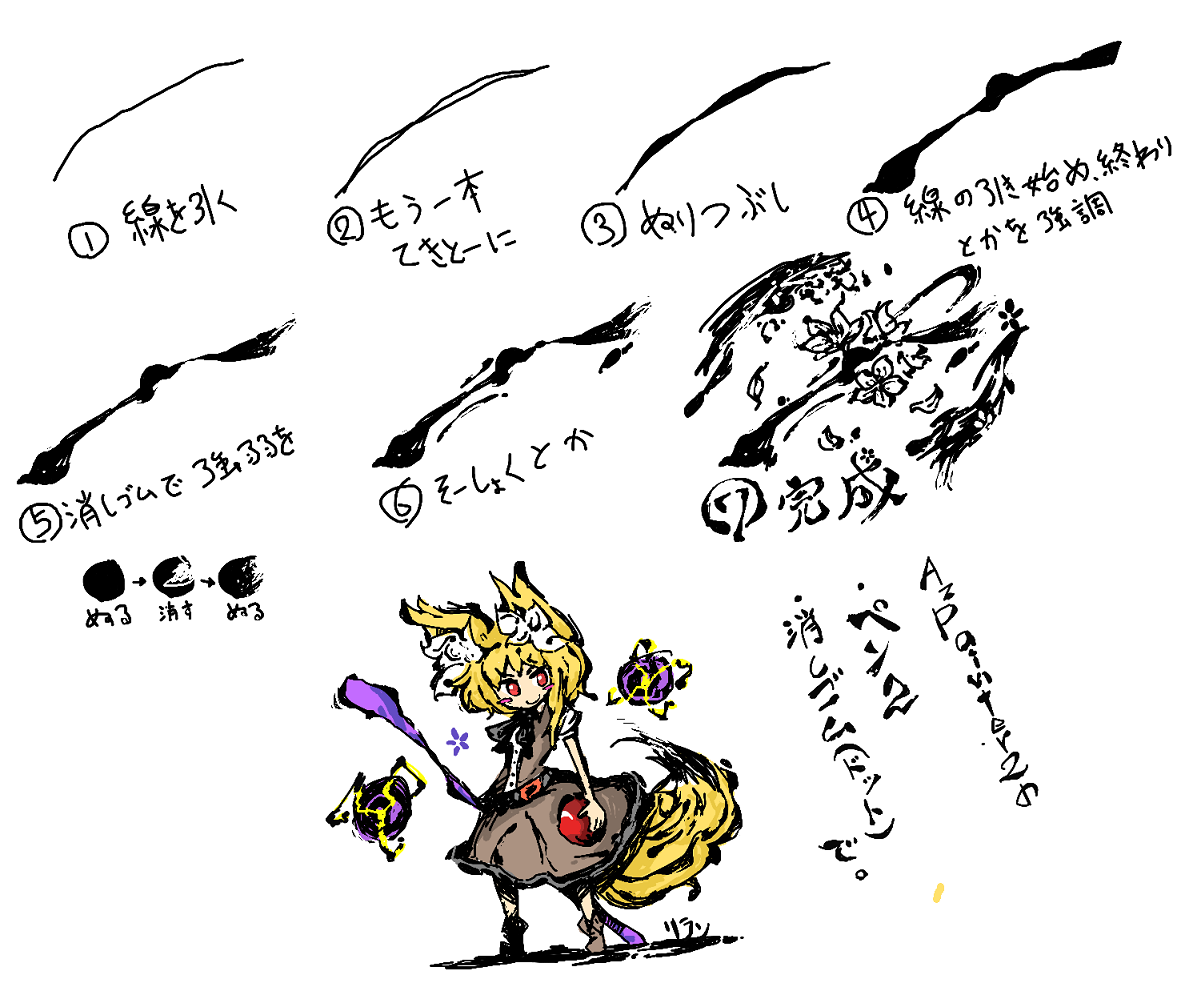 ① 線を引く
② もう一本
てきとーに
③ ぬりつぶし
④ 線の引き始め、終わり
とかを強調
⑤ 消しゴムで強弱を
ぬる→消す→ぬる
⑥ そーしょくとか
⑦ 完成
AzPainter2の
・ペン2
・消しゴム(ドット)で。
リラン